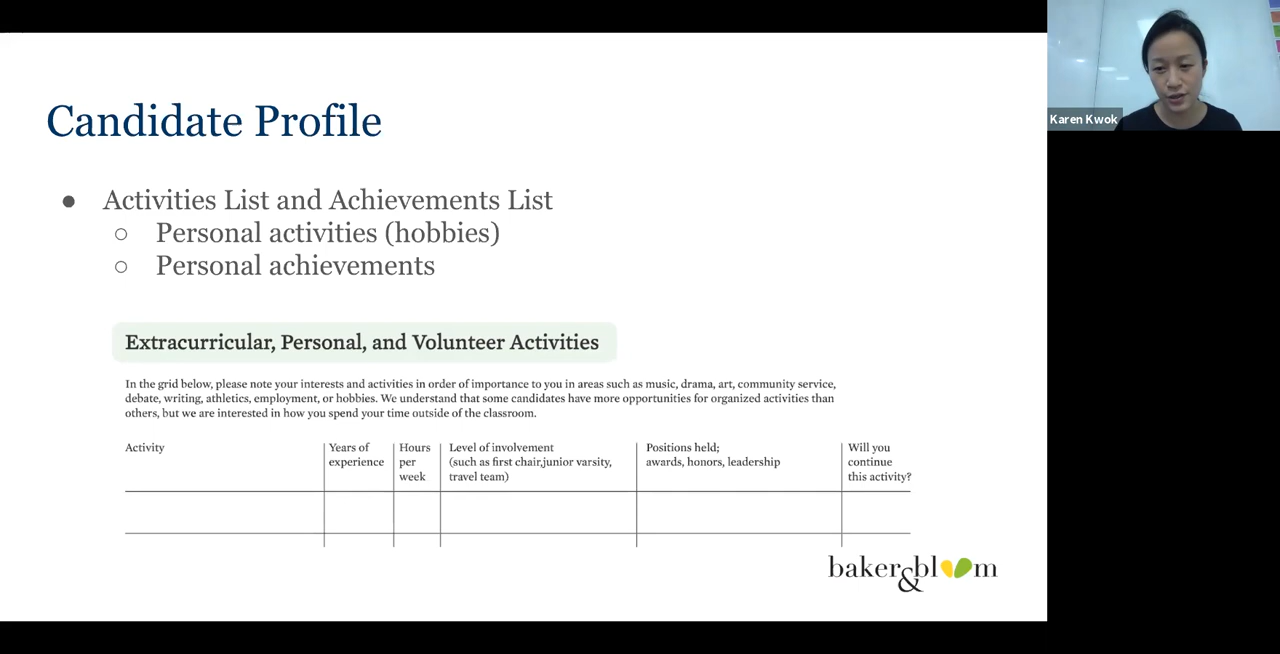 Candidate Profile
● Activities List and Achievements List
○ Personal activities (hobbies)
○ Personal achievements
Extracurricular, Personal, and Volunteer Activities
In the grid below, please note your interests and activities in order of importance to you in areas such as music, drama, art, community service,
debate, writing, athletics, employment, or hobbies. We understand that some candidates have more opportunities for organized activities than
others, but we are interested in how you spend your time outside of the classroom.
Activity
Years of
experience
Hours
per
week
Level of involvement
(such as first chair,junior varsity,
travel team)
Positions held;
awards, honors, leadership
Will you
continue
this activity?
baker&bloom
Karen Kwok